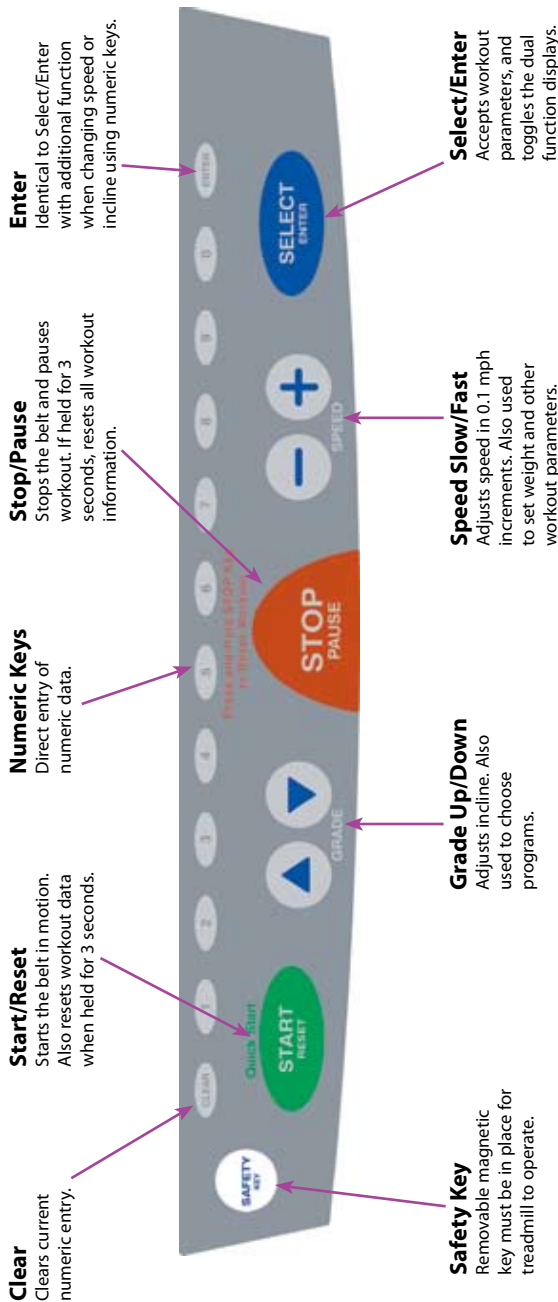 Clear
Clears current
numeric entry.
Start/Reset
Starts the belt in motion.
Also resets workout data
when held for 3 seconds.
Numeric Keys
Direct entry of
numeric data.
Stop/Pause
Stops the belt and pauses
workout. If held for 3
seconds, resets all workout
information.
Enter
Identical to Select/Enter
with additional function
when changing speed or
incline using numeric keys.
CLEAR 1 2 3 4 5 6 7 8 9 0 ENTER
Press and Hold STOP
to Reset
SAFETY
KEY
Quick Start
START
RESET
GRADE
STOP
PAUSE
SPEED
SELECT
ENTER
Safety Key
Removable magnetic
key must be in place for
treadmill to operate.
Grade Up/Down
Adjusts incline. Also
used to choose
programs.
Speed Slow/Fast
Adjusts speed in 0.1 mph
increments. Also used
to set weight and other
workout parameters.
Select/Enter
Accepts workout
parameters, and
toggles the dual
function displays.